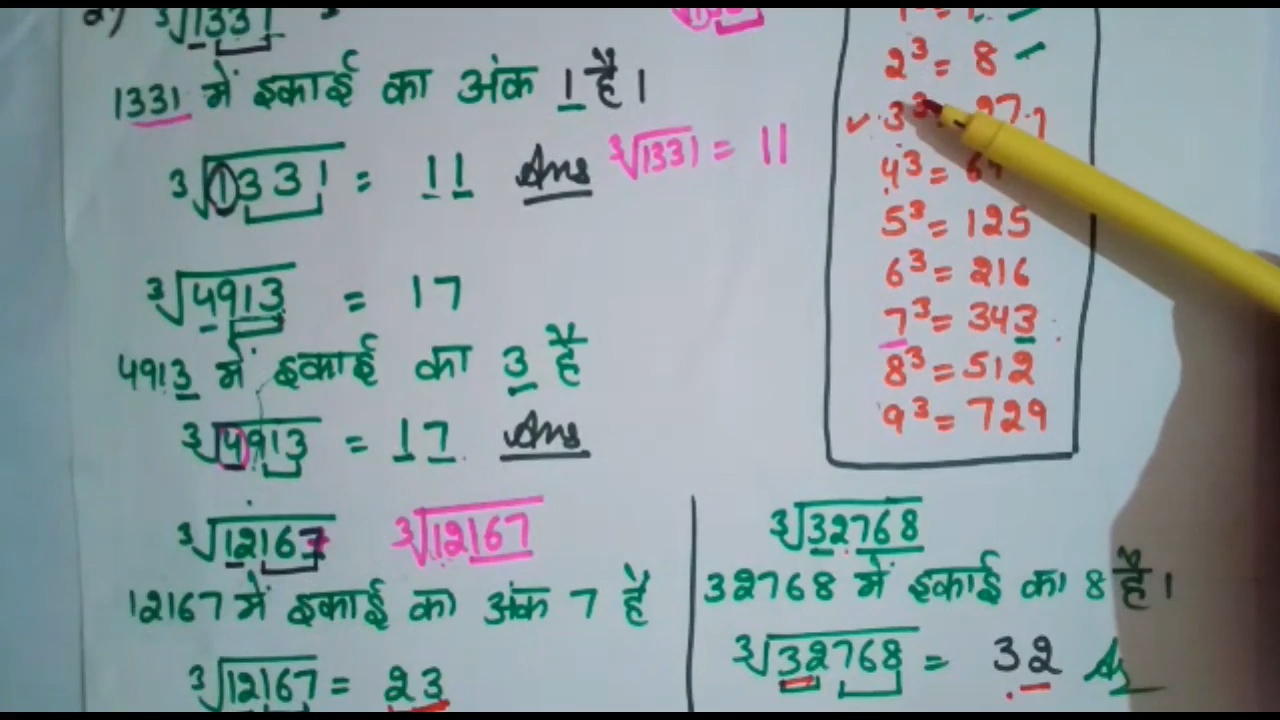 2) ∛1331 =
1331 में इकाई का अंक 1 है।
∛1331 = 11 Ans
∛1331 = 11
∛4913 = 17
4913 में इकाई का 3 है
∛4913 = 17 Ans
∛12167
∛12167
12167 में इकाई का अंक 7 है
∛12167 = 23
∛32768
32768 में इकाई का 8 है।
∛32768 = 32 As
2³ = 8
3³ = 27
4³ = 64
5³ = 125
6³ = 216
7³ = 343
8³ = 512
9³ = 729